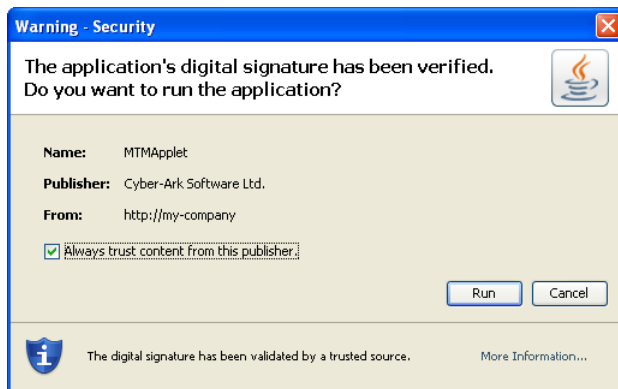 Warning - Security
The application's digital signature has been verified.
Do you want to run the application?
Name: MTMApplet
Publisher: Cyber-Ark Software Ltd.
From: http://my-company
Always trust content from this publisher.
Run Cancel
The digital signature has been validated by a trusted source. More Information...